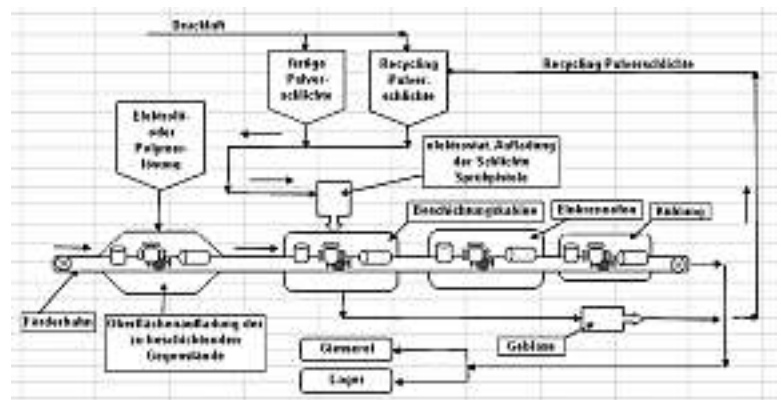 Druckluft
fertige
Pulver-
schlichte
Recycling
Pulver-
schlichte
Recycling Pulverschlichte
Elektrolit-
oder
Polymer-
lösung
elektrostat. Aufladung
der Schlichte
Sprühpistole
Beschichtungskabine
Einbrennofen
Kühlung
Förderbahn
Oberflächenaufladung der
zu beschichtenden
Gegenstände
Gebläse
Giesserei
Lager